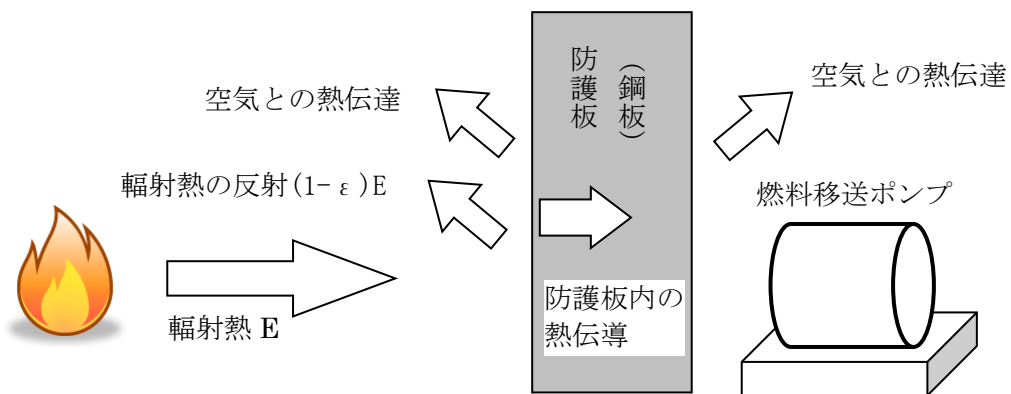 空気との熱伝達
輻射熱の反射(1-ε)E
輻射熱 E
防護板
（鋼板）
防護板内の
熱伝導
空気との熱伝達
燃料移送ポンプ